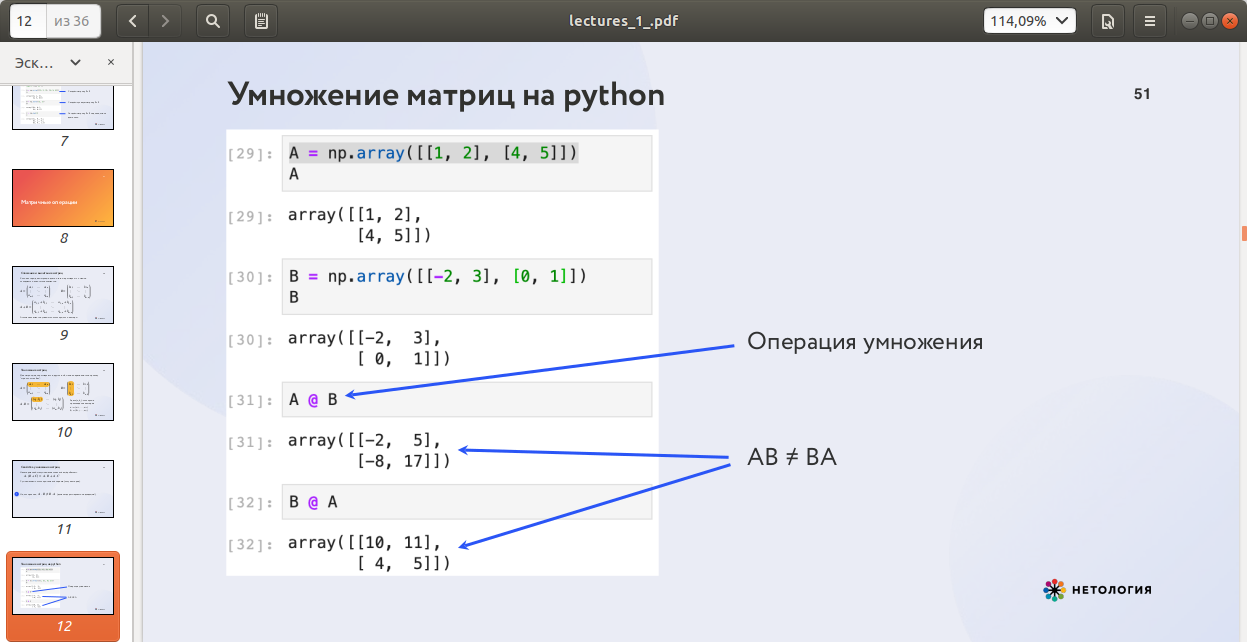 12 из 36
lectures_1_.pdf
114,09%
Эск...
7
Матричные операции
8
9
10
11
12
Умножение матриц на python
51
[29]: A = np.array([[1, 2], [4, 5]])
A
[29]: array([[1, 2],
[4, 5]])
[30]: B = np.array([[-2, 3], [0, 1]])
B
[30]: array([[-2,  3],
[ 0,  1]])
Операция умножения
[31]: A @ B
[31]: array([[-2,  5],
[-8, 17]])
AB ≠ BA
[32]: B @ A
[32]: array([[10, 11],
[ 4,  5]])
НЕТОЛОГИЯ